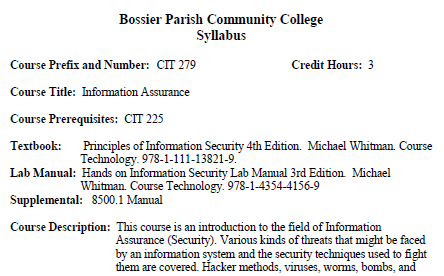 Bossier Parish Community College
Syllabus
Course Prefix and Number: CIT 279 Credit Hours: 3
Course Title: Information Assurance
Course Prerequisites: CIT 225
Textbook: Principles of Information Security 4th Edition. Michael Whitman. Course
Technology. 978-1-111-13821-9.
Lab Manual: Hands on Information Security Lab Manual 3rd Edition. Michael
Whitman. Course Technology. 978-1-4354-4156-9
Supplemental: 8500.1 Manual
Course Description: This course is an introduction to the field of Information
Assurance (Security). Various kinds of threats that might be faced
by an information system and the security techniques used to fight
them are covered. Hacker methods, viruses, worms, bombs, and